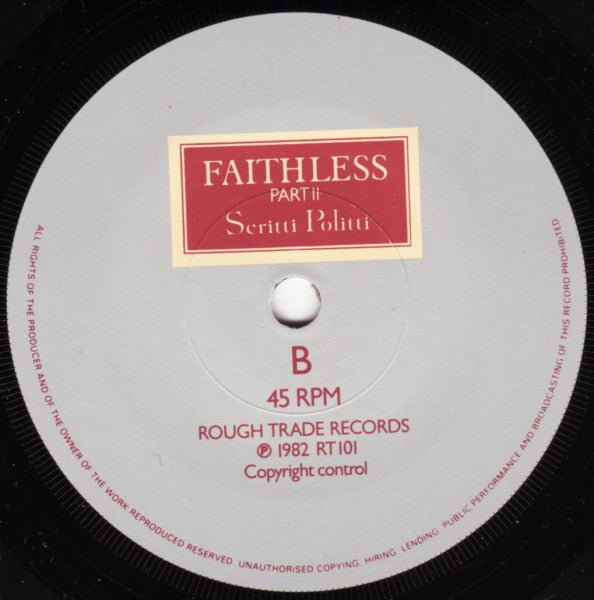 FAITHLESS
PART II
Scritti Politti
B
45 RPM
ROUGH TRADE RECORDS
Ⓟ 1982 RT 101
Copyright control
ALL RIGHTS OF THE PRODUCER AND OF THE OWNER OF THE WORK REPRODUCED RESERVED. UNAUTHORISED COPYING, HIRING, LENDING, PUBLIC PERFORMANCE AND BROADCASTING OF THIS RECORD PROHIBITED